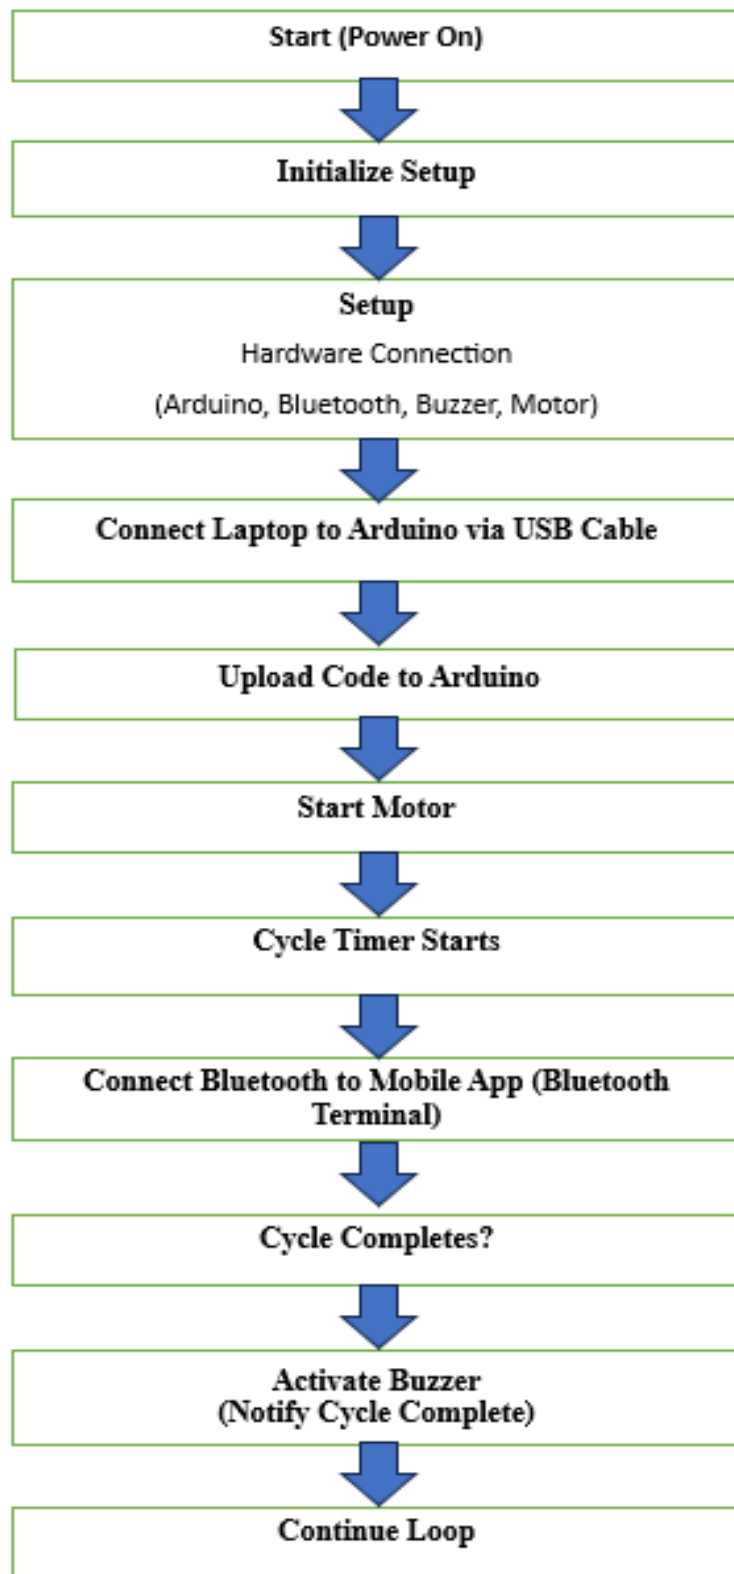 Start (Power On)
Initialize Setup
Setup
Hardware Connection
(Arduino, Bluetooth, Buzzer, Motor)
Connect Laptop to Arduino via USB Cable
Upload Code to Arduino
Start Motor
Cycle Timer Starts
Connect Bluetooth to Mobile App (Bluetooth
Terminal)
Cycle Completes?
Activate Buzzer
(Notify Cycle Complete)
Continue Loop